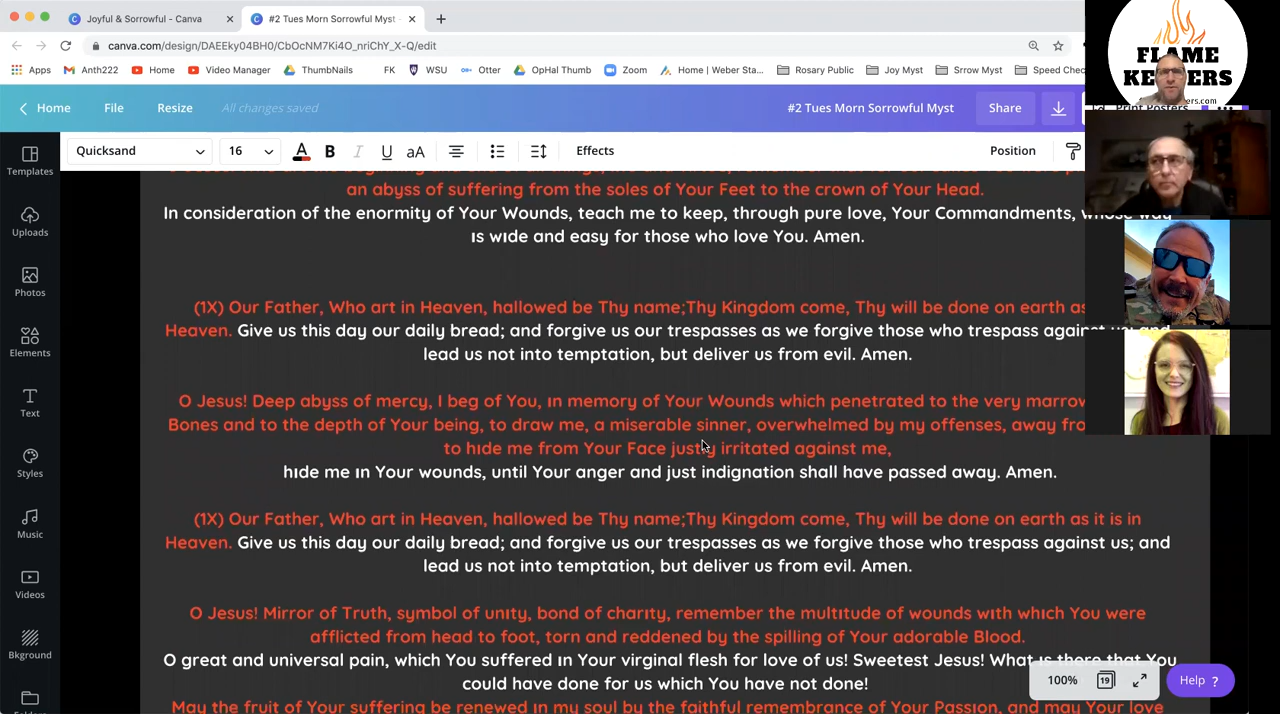 Joyful & Sorrowful - Canva
#2 Tues Morn Sorrowful Myst
canva.com/design/DAEEky04BH0/CbOcNM7Ki4O_nriChY_X-Q/edit
Apps
Anth222
Home
Video Manager
ThumbNails
FK
WSU
Otter
OpHal Thumb
Zoom
Home | Weber Sta...
Rosary Public
Joy Myst
Srrow Myst
Speed Chec
FLAME
KEEPERS
ers.com
Print Posters
Home
File
Resize
All changes saved
#2 Tues Morn Sorrowful Myst
Share
Quicksand
16
A
B
I
U
aA
Effects
Position
Templates
Uploads
Photos
Elements
Text
Styles
Music
Videos
Bkground
an abyss of suffering from the soles of Your Feet to the crown of Your Head.
In consideration of the enormity of Your Wounds, teach me to keep, through pure love, Your Commandments, whose way
is wide and easy for those who love You. Amen.
(1X) Our Father, Who art in Heaven, hallowed be Thy name;Thy Kingdom come, Thy will be done on earth as
Heaven. Give us this day our daily bread; and forgive us our trespasses as we forgive those who trespass against us; and
lead us not into temptation, but deliver us from evil. Amen.
O Jesus! Deep abyss of mercy, I beg of You, in memory of Your Wounds which penetrated to the very marrow
Bones and to the depth of Your being, to draw me, a miserable sinner, overwhelmed by my offenses, away
to hide me from Your Face justly irritated against me,
hide me in Your wounds, until Your anger and just indignation shall have passed away. Amen.
(1X) Our Father, Who art in Heaven, hallowed be Thy name;Thy Kingdom come, Thy will be done on earth as it is in
Heaven. Give us this day our daily bread; and forgive us our trespasses as we forgive those who trespass against us; and
lead us not into temptation, but deliver us from evil. Amen.
O Jesus! Mirror of Truth, symbol of unity, bond of charity, remember the multitude of wounds with which You were
afflicted from head to foot, torn and reddened by the spilling of Your adorable Blood.
O great and universal pain, which You suffered in Your virginal flesh for love of us! Sweetest Jesus! What is there that You
could have done for us which You have not done!
May the fruit of Your suffering be renewed in my soul by the faithful remembrance of Your Passion, and may Your love
100%
19
Help ?